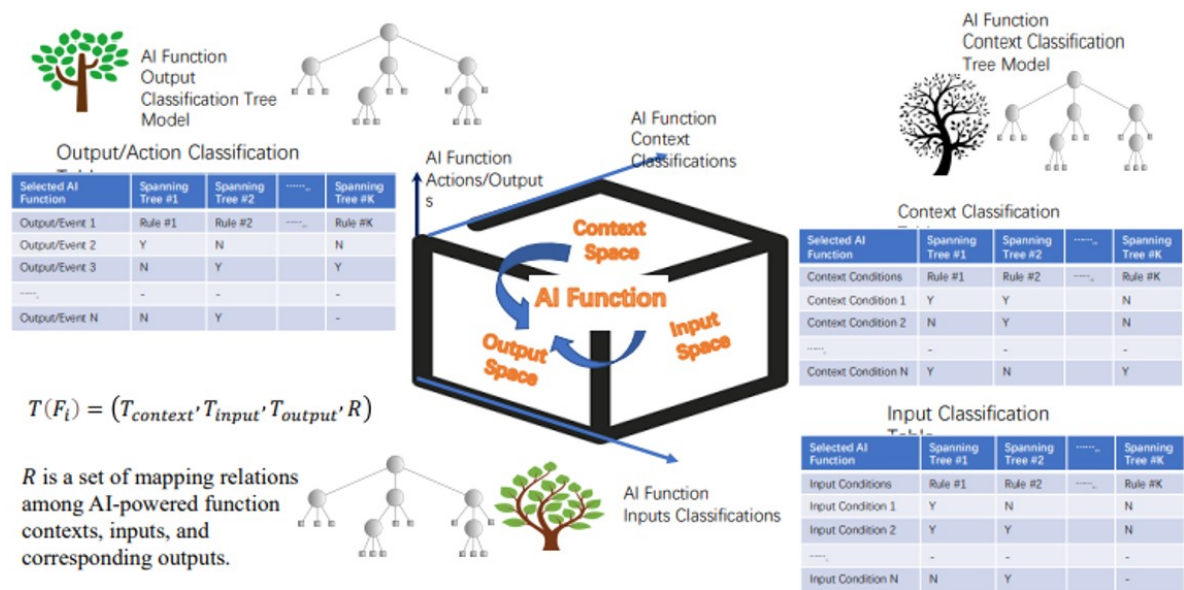 AI Function
Output
Classification Tree
Model
Output/Action Classification
Selected AI Function | Spanning Tree #1 | Spanning Tree #2 | ......,, | Spanning Tree #K
Output/Event 1 | Rule #1 | Rule #2 | ......,, | Rule #K
Output/Event 2 | Y | N | | N
Output/Event 3 | N | Y | | Y
......, | - | - | | -
Output/Event N | N | Y | | -
T(Fi) = (Tcontext, Tinput, Toutput, R)
R is a set of mapping relations
among AI-powered function
contexts, inputs, and
corresponding outputs.
AI Function
Actions/Output
s
AI Function
Context
Classifications
Context
Space
AI Function
Output
Space
Input
Space
AI Function
Inputs Classifications
AI Function
Context Classification
Tree Model
Context Classification
Selected AI Function | Spanning Tree #1 | Spanning Tree #2 | ......,, | Spanning Tree #K
Context Conditions | Rule #1 | Rule #2 | ......,, | Rule #K
Context Condition 1 | Y | Y | | N
Context Condition 2 | N | Y | | N
......, | - | - | | -
Context Condition N | Y | N | | Y
Input Classification
Selected AI Function | Spanning Tree #1 | Spanning Tree #2 | ......,, | Spanning Tree #K
Input Conditions | Rule #1 | Rule #2 | ......,, | Rule #K
Input Condition 1 | Y | N | | N
Input Condition 2 | Y | Y | | N
......, | - | - | | -
Input Condition N | N | Y | | -